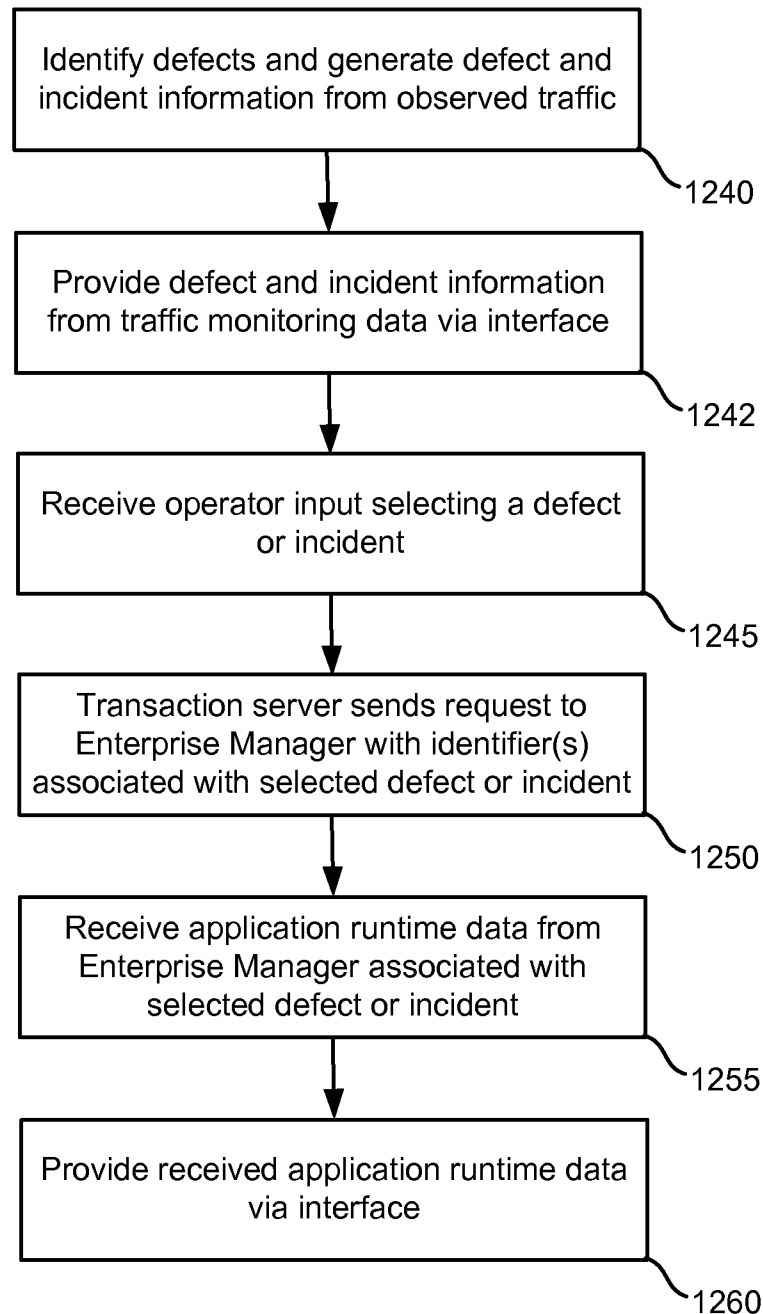 Identify defects and generate defect and
incident information from observed traffic
1240
Provide defect and incident information
from traffic monitoring data via interface
1242
Receive operator input selecting a defect
or incident
1245
Transaction server sends request to
Enterprise Manager with identifier(s)
associated with selected defect or incident
1250
Receive application runtime data from
Enterprise Manager associated with
selected defect or incident
1255
Provide received application runtime data
via interface
1260